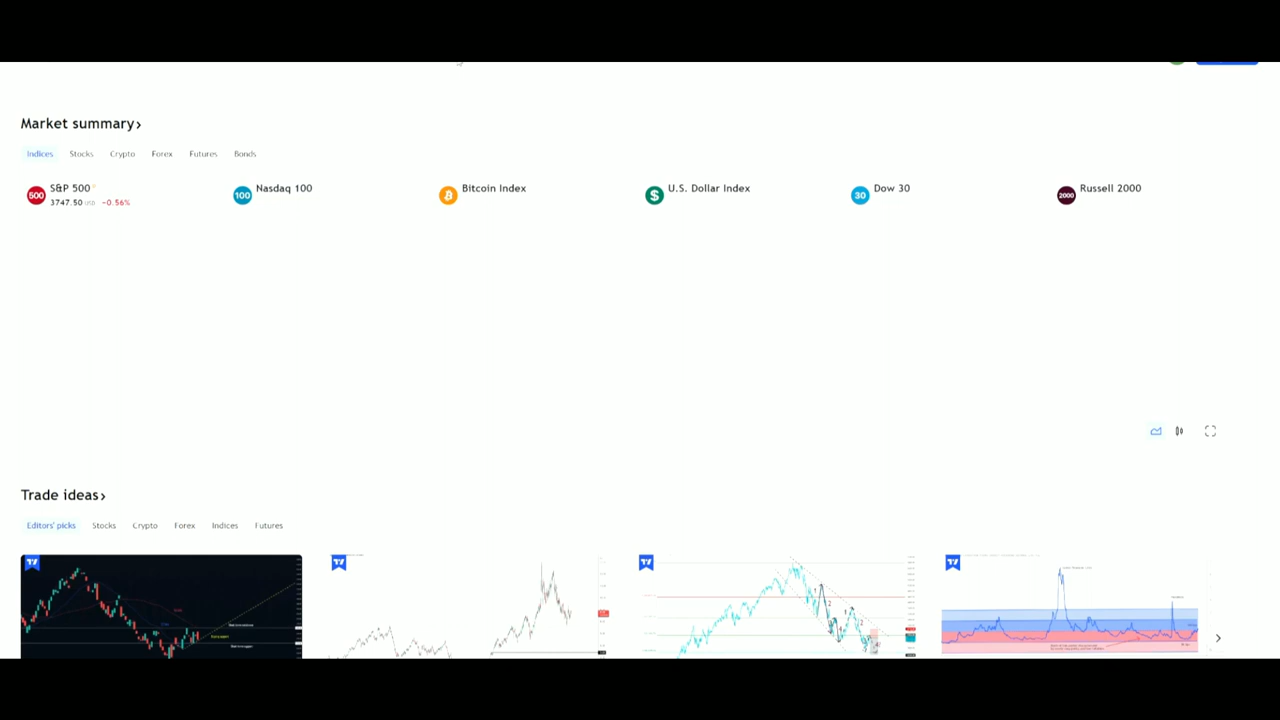 Market summary›
Indices Stocks Crypto Forex Futures Bonds
500 S&P 500 100 Nasdaq 100 Bitcoin Index $ U.S. Dollar Index 30 Dow 30 2000 Russell 2000
3747.50 USD −0.56%
Trade ideas›
Editors' picks Stocks Crypto Forex Indices Futures